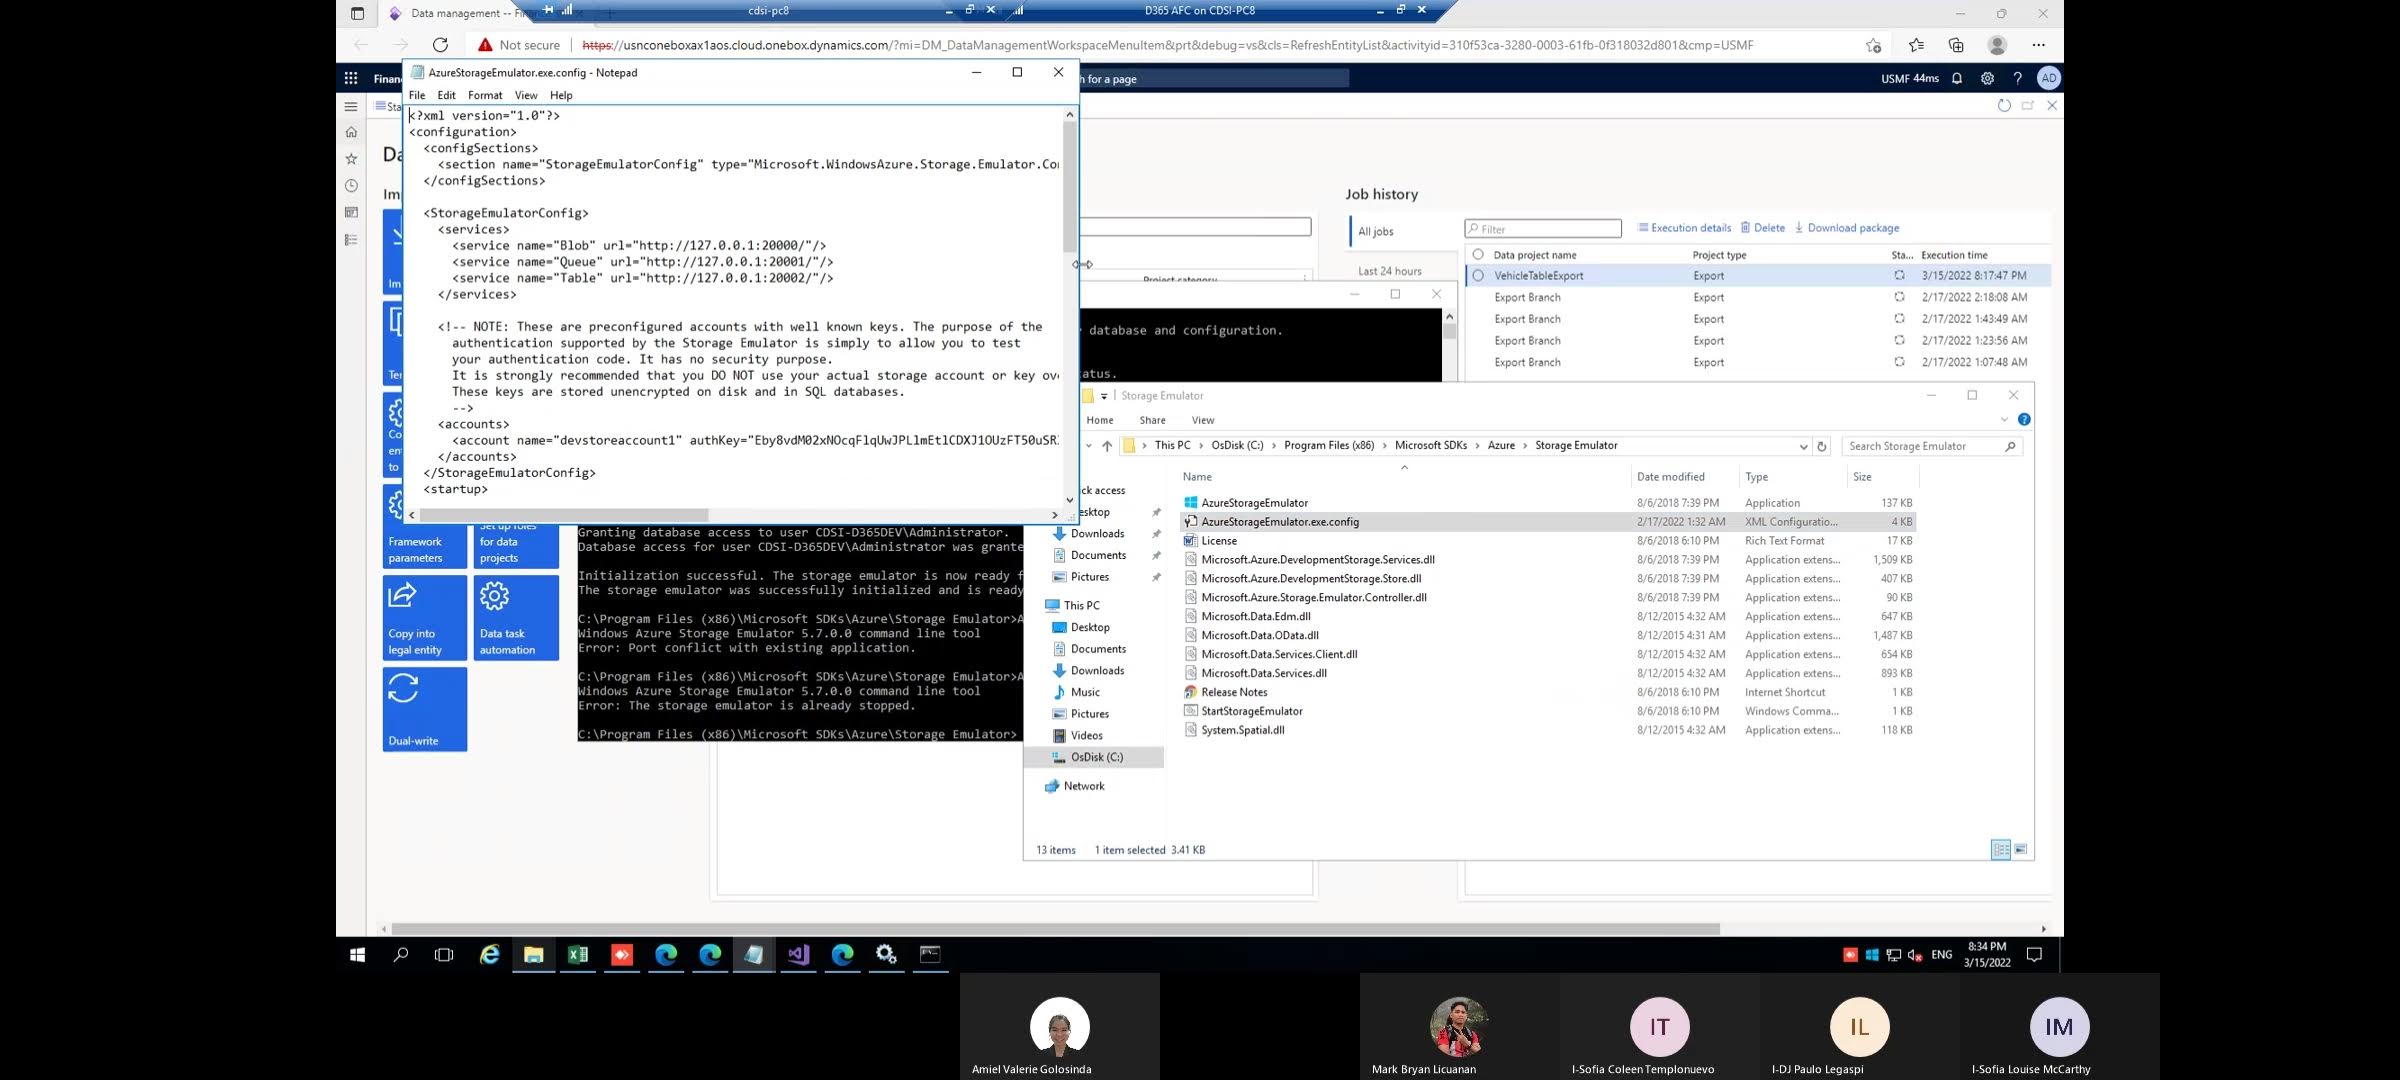 Data management -- Fin
cdsi-pc8
D365 AFC on CDSI-PC8
Not secure
https://usnconeboxax1aos.cloud.onebox.dynamics.com/?mi=DM_DataManagementWorkspaceMenuItem&prt&debug=vs&cls=RefreshEntityList&activityid=310f53ca-3280-0003-61fb-0f318032d801&cmp=USMF
AzureStorageEmulator.exe.config - Notepad
Finan
h for a page
USMF 44ms
AD
File Edit Format View Help
Sta
<?xml version="1.0"?>
<configuration>
<configSections>
<section name="StorageEmulatorConfig" type="Microsoft.WindowsAzure.Storage.Emulator.Co
</configSections>
<StorageEmulatorConfig>
<services>
<service name="Blob" url="http://127.0.0.1:20000/"/>
<service name="Queue" url="http://127.0.0.1:20001/"/>
<service name="Table" url="http://127.0.0.1:20002/"/>
</services>
<!-- NOTE: These are preconfigured accounts with well known keys. The purpose of the
authentication supported by the Storage Emulator is simply to allow you to test
your authentication code. It has no security purpose.
It is strongly recommended that you DO NOT use your actual storage account or key ov
These keys are stored unencrypted on disk and in SQL databases.
-->
<accounts>
<account name="devstoreaccount1" authKey="Eby8vdM02xNOcqFlqUwJPLlmEtlCDXJ1OUzFT50uSR
</accounts>
</StorageEmulatorConfig>
<startup>
Da
Im
Im
Ter
Co
en
to
Framework
parameters
Set up roles
for data
projects
Copy into
legal entity
Data task
automation
Dual-write
Job history
All jobs
Last 24 hours
Project category
Filter
Execution details
Delete
Download package
Data project name Project type Sta... Execution time
VehicleTableExport Export 3/15/2022 8:17:47 PM
Export Branch Export 2/17/2022 2:18:08 AM
Export Branch Export 2/17/2022 1:43:49 AM
Export Branch Export 2/17/2022 1:23:56 AM
Export Branch Export 2/17/2022 1:07:48 AM
database and configuration.
atus.
Granting database access to user CDSI-D365DEV\Administrator.
Database access for user CDSI-D365DEV\Administrator was grante
Initialization successful. The storage emulator is now ready f
The storage emulator was successfully initialized and is ready
C:\Program Files (x86)\Microsoft SDKs\Azure\Storage Emulator>A
Windows Azure Storage Emulator 5.7.0.0 command line tool
Error: Port conflict with existing application.
C:\Program Files (x86)\Microsoft SDKs\Azure\Storage Emulator>A
Windows Azure Storage Emulator 5.7.0.0 command line tool
Error: The storage emulator is already stopped.
C:\Program Files (x86)\Microsoft SDKs\Azure\Storage Emulator>
Storage Emulator
Home Share View
This PC > OsDisk (C:) > Program Files (x86) > Microsoft SDKs > Azure > Storage Emulator
Search Storage Emulator
ck access
esktop
Downloads
Documents
Pictures
This PC
Desktop
Documents
Downloads
Music
Pictures
Videos
OsDisk (C:)
Network
Name Date modified Type Size
AzureStorageEmulator 8/6/2018 7:39 PM Application 137 KB
AzureStorageEmulator.exe.config 2/17/2022 1:32 AM XML Configuratio... 4 KB
License 8/6/2018 6:10 PM Rich Text Format 17 KB
Microsoft.Azure.DevelopmentStorage.Services.dll 8/6/2018 7:39 PM Application extens... 1,509 KB
Microsoft.Azure.DevelopmentStorage.Store.dll 8/6/2018 7:39 PM Application extens... 407 KB
Microsoft.Azure.Storage.Emulator.Controller.dll 8/6/2018 7:39 PM Application extens... 90 KB
Microsoft.Data.Edm.dll 8/12/2015 4:32 AM Application extens... 647 KB
Microsoft.Data.OData.dll 8/12/2015 4:31 AM Application extens... 1,487 KB
Microsoft.Data.Services.Client.dll 8/12/2015 4:32 AM Application extens... 654 KB
Microsoft.Data.Services.dll 8/12/2015 4:32 AM Application extens... 893 KB
Release Notes 8/6/2018 6:10 PM Internet Shortcut 1 KB
StartStorageEmulator 8/6/2018 6:10 PM Windows Comma... 1 KB
System.Spatial.dll 8/12/2015 4:32 AM Application extens... 118 KB
13 items 1 item selected 3.41 KB
ENG
8:34 PM
3/15/2022
Amiel Valerie Golosinda
Mark Bryan Licuanan
IT
I-Sofia Coleen Templonuevo
IL
I-DJ Paulo Legaspi
IM
I-Sofia Louise McCarthy